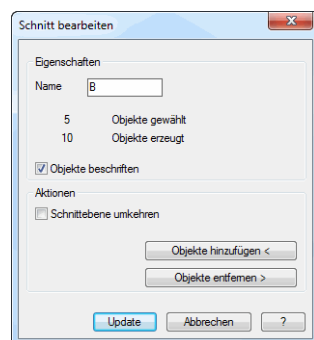 Schnitt bearbeiten
Eigenschaften
Name B
5 Objekte gewählt
10 Objekte erzeugt
Objekte beschriften
Aktionen
Schnittebene umkehren
Objekte hinzufügen <
Objekte entfernen >
Update Abbrechen ?